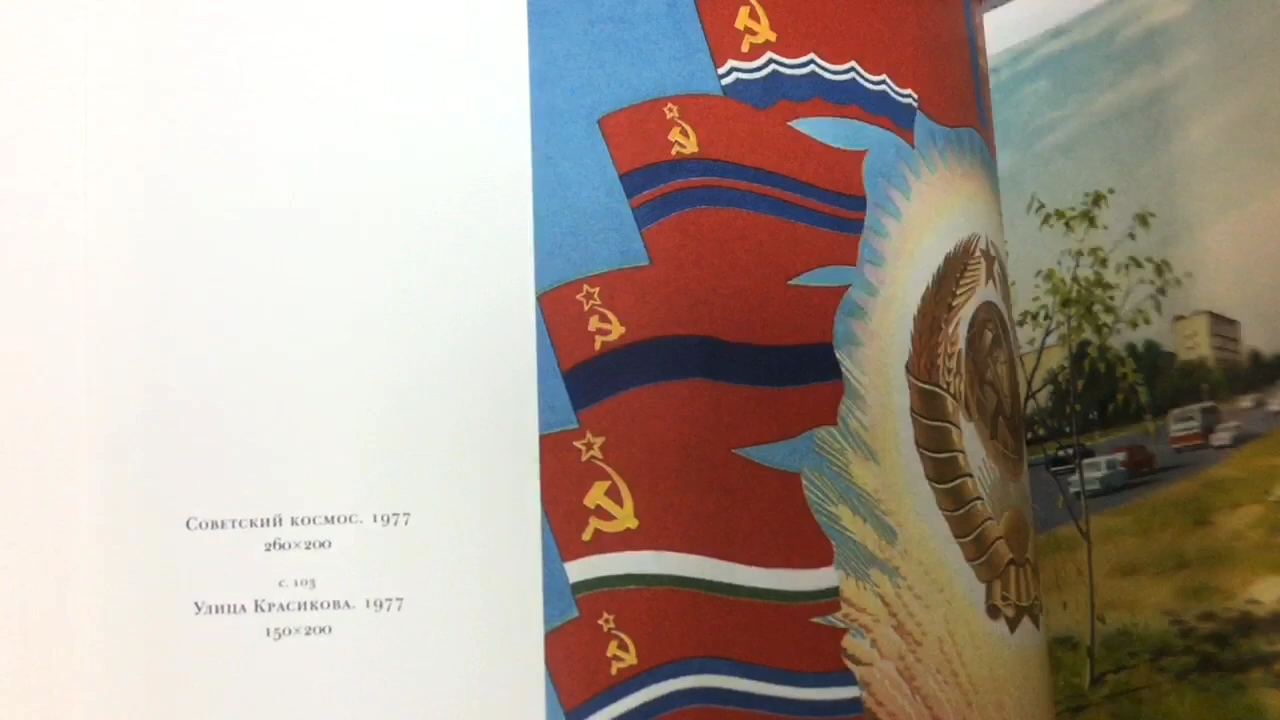 Советский космос. 1977
260×200
с. 103
Улица Красикова. 1977
150×200